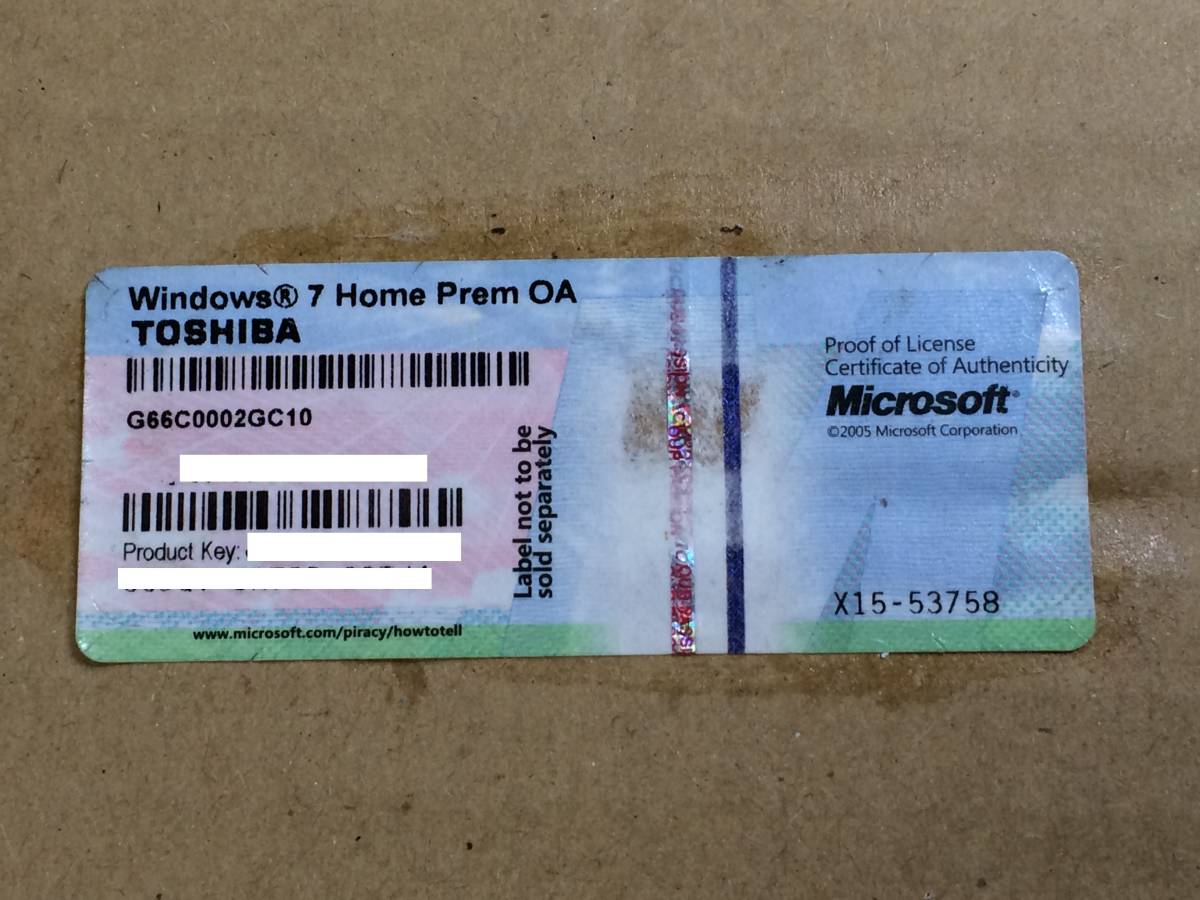 Windows® 7 Home Prem OA
TOSHIBA
G66C0002GC10
Product Key:
www.microsoft.com/piracy/howtotell
Label not to be
sold separately
Proof of License
Certificate of Authenticity
Microsoft®
©2005 Microsoft Corporation
X15-53758